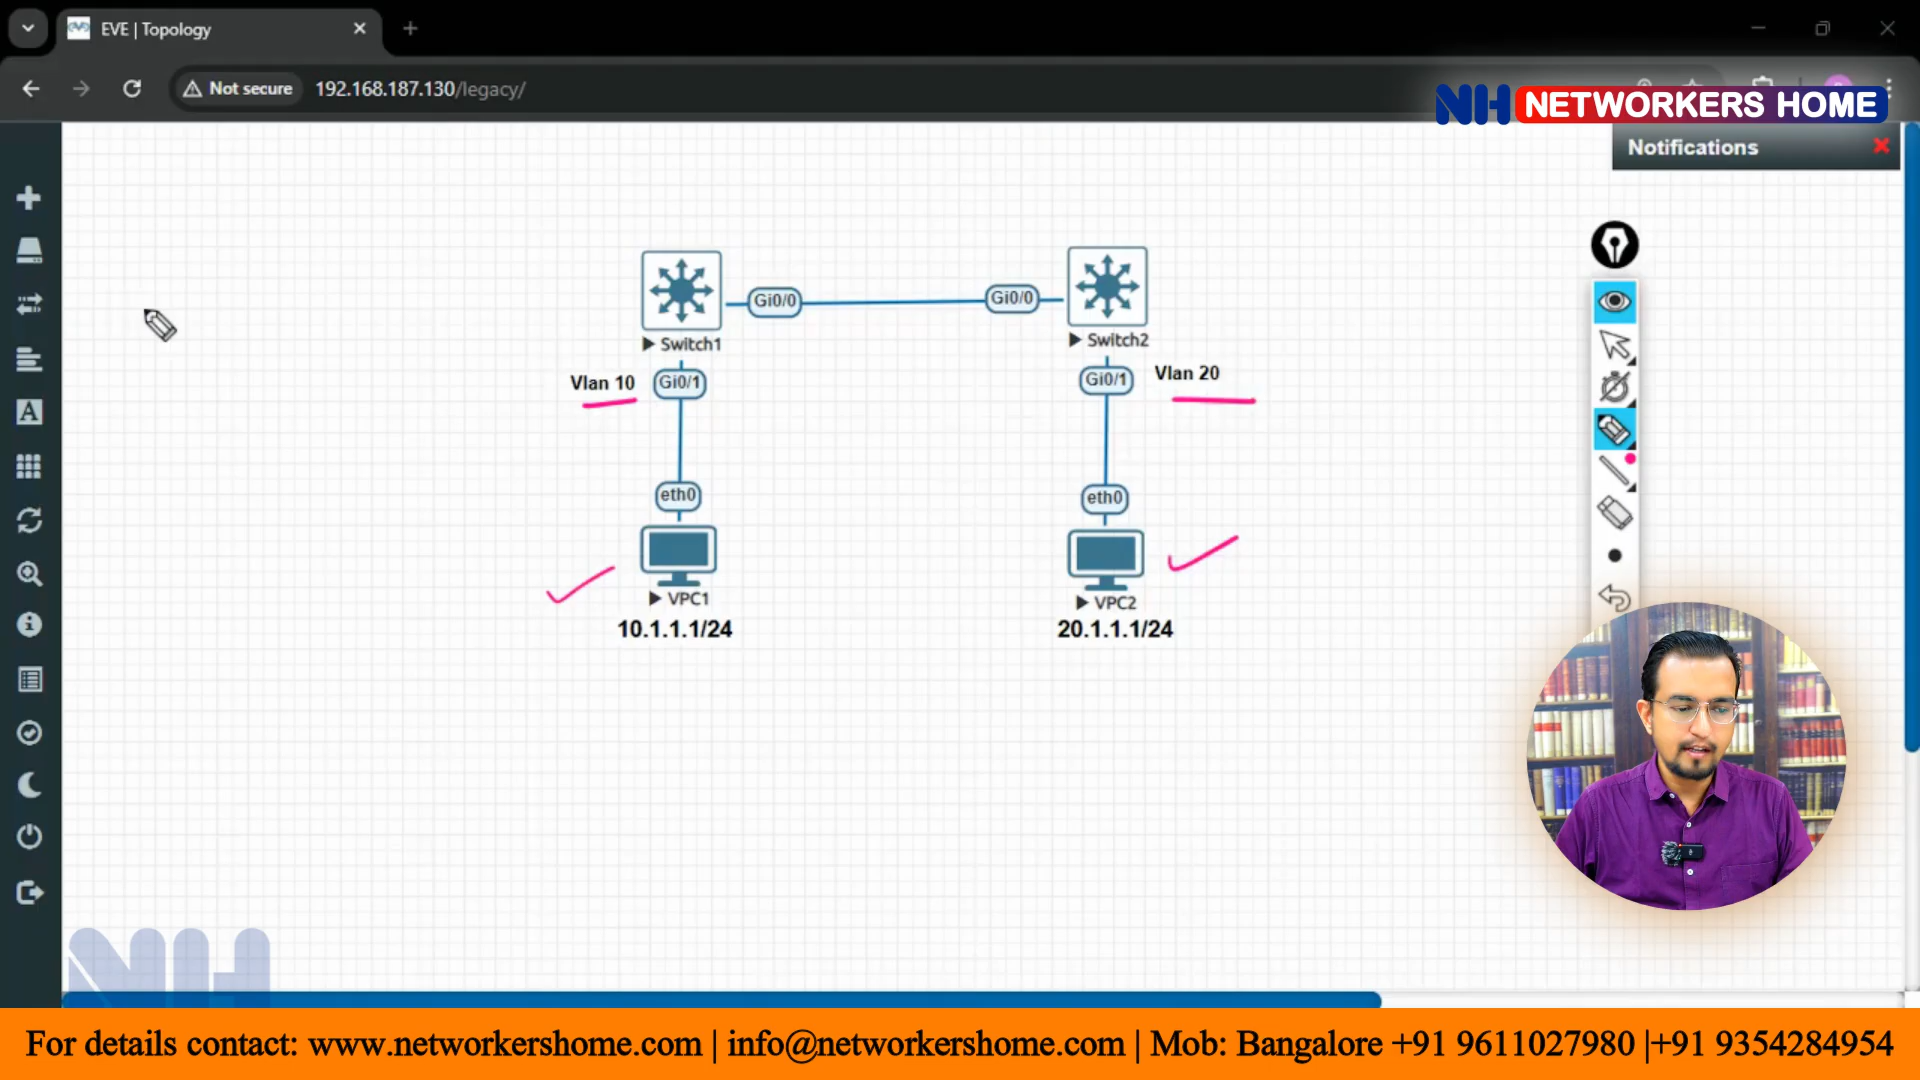 EVE | Topology
Not secure
192.168.187.130/legacy/
NH NETWORKERS HOME
Notifications
Gi0/0
Gi0/0
Switch1
Switch2
Vlan 10
Gi0/1
Gi0/1
Vlan 20
eth0
eth0
VPC1
VPC2
10.1.1.1/24
20.1.1.1/24
NH
For details contact: www.networkershome.com | info@networkershome.com | Mob: Bangalore +91 9611027980 |+91 9354284954